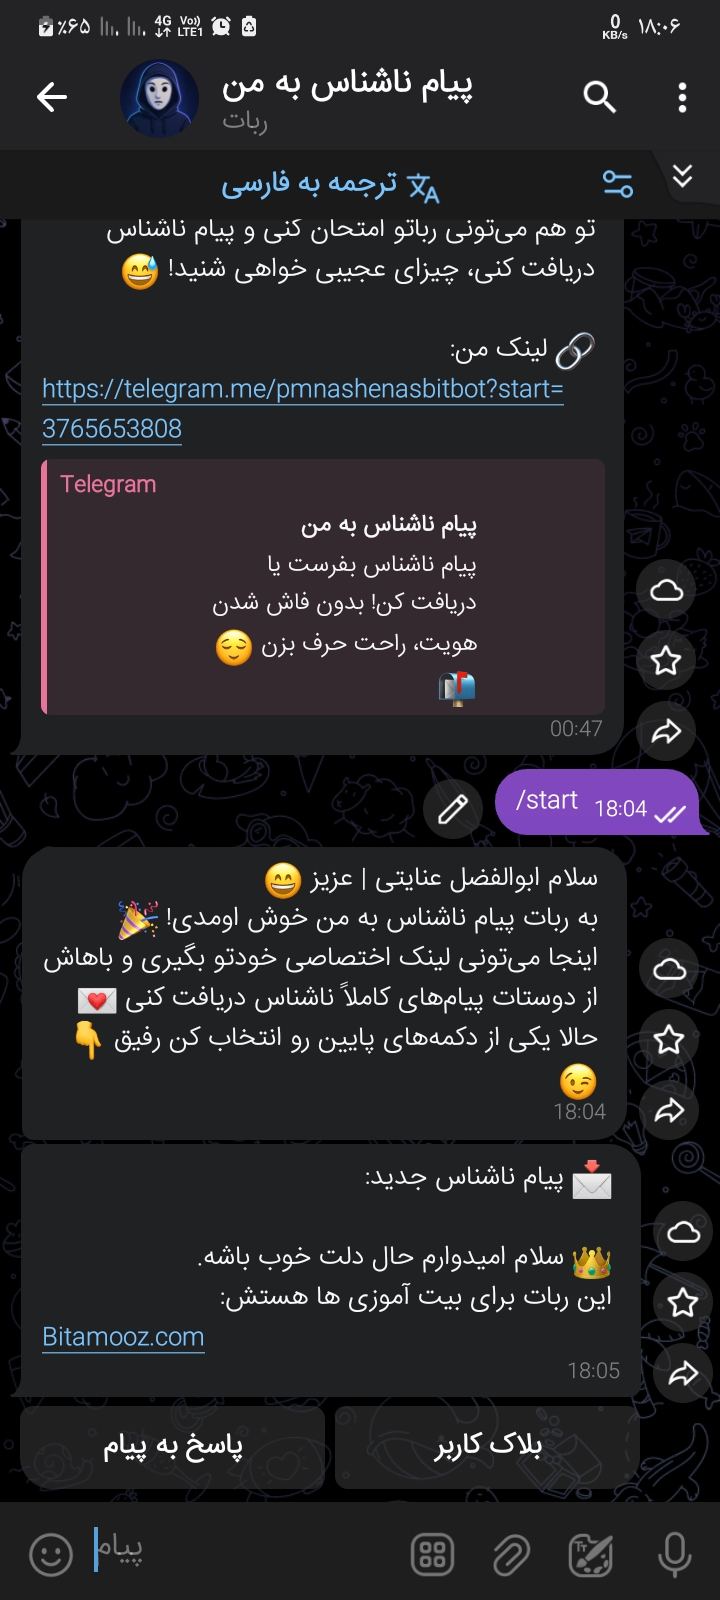 ٪۶۵
4G
Vo))
LTE1
0
KB/s
۱۸:۰۶
پیام ناشناس به من
ربات
ترجمه به فارسی
تو هم می‌تونی رباتو امتحان کنی و پیام ناشناس
دریافت کنی، چیزای عجیبی خواهی شنید! 😅
🔗 لینک من:
https://telegram.me/pmnashenasbitbot?start=
3765653808
Telegram
پیام ناشناس به من
پیام ناشناس بفرست یا
دریافت کن! بدون فاش شدن
هویت، راحت حرف بزن 😌
📬
00:47
/start 18:04
سلام ابوالفضل عنایتی | عزیز 😄
به ربات پیام ناشناس به من خوش اومدی! 🎉
اینجا می‌تونی لینک اختصاصی خودتو بگیری و باهاش
از دوستات پیام‌های کاملاً ناشناس دریافت کنی 💌
حالا یکی از دکمه‌های پایین رو انتخاب کن رفیق 👇
😉
18:04
📩 پیام ناشناس جدید:
👑 سلام امیدوارم حال دلت خوب باشه.
این ربات برای بیت آموزی ها هستش:
Bitamooz.com
18:05
بلاک کاربر
پاسخ به پیام
پیام